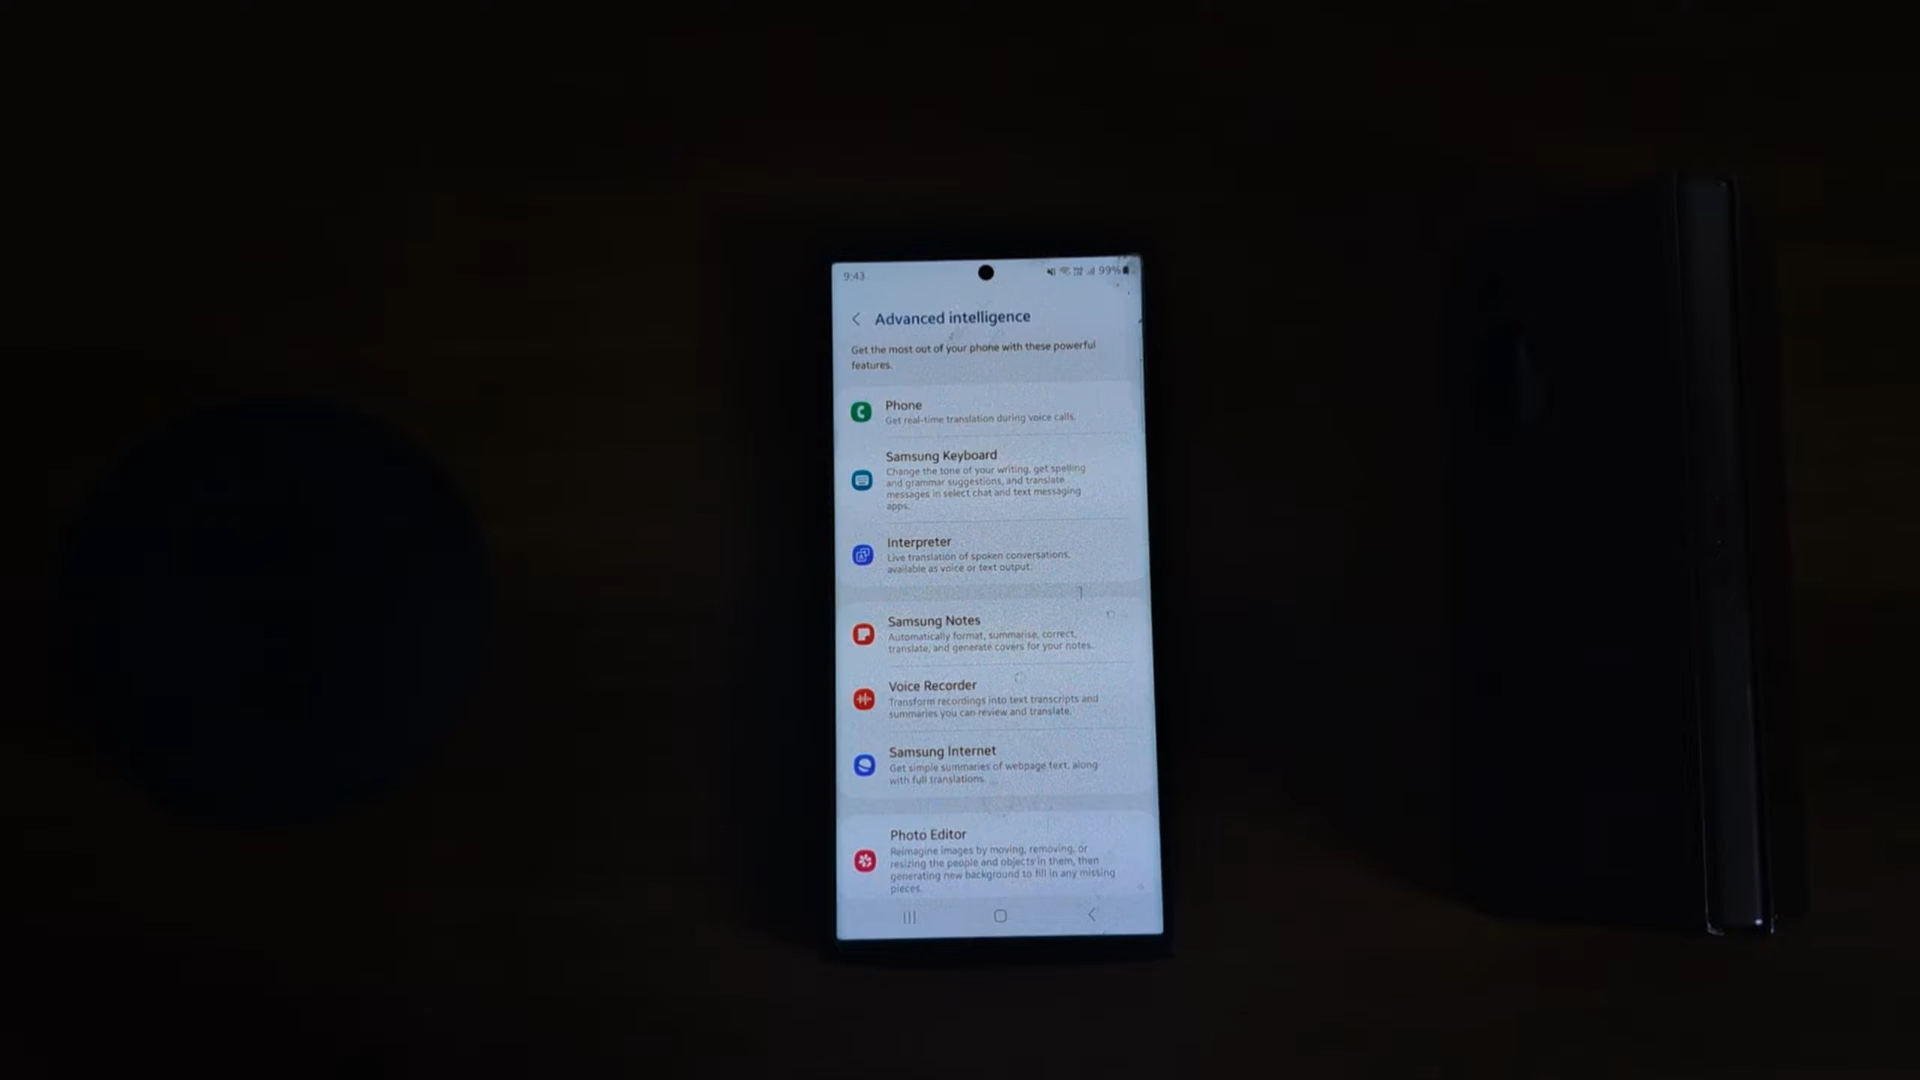 9:43
99%
Advanced intelligence
Get the most out of your phone with these powerful
features.
Phone
Get real-time translation during voice calls.
Samsung Keyboard
Change the tone of your writing, get spelling
and grammar suggestions, and translate
messages in select chat and text messaging
apps.
Interpreter
Live translation of spoken conversations,
available as voice or text output.
Samsung Notes
Automatically format, summarise, correct,
translate, and generate covers for your notes.
Voice Recorder
Transform recordings into text transcripts and
summaries you can review and translate.
Samsung Internet
Get simple summaries of webpage text, along
with full translations.
Photo Editor
Reimagine images by moving, removing, or
resizing the people and objects in them, then
generating new background to fill in any missing
pieces.